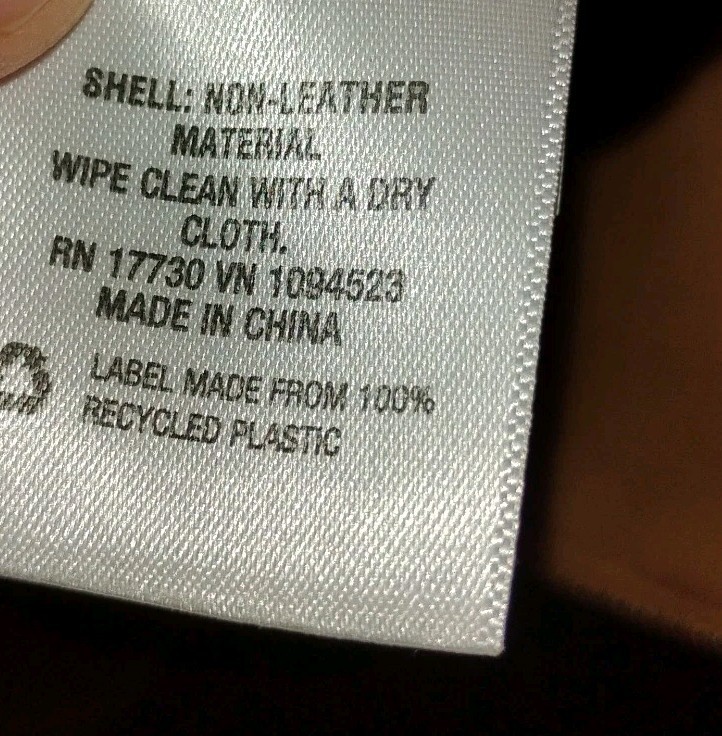 SHELL: NON-LEATHER
MATERIAL
WIPE CLEAN WITH A DRY
CLOTH.
RN 17730 VN 1094523
MADE IN CHINA
LABEL MADE FROM 100%
RECYCLED PLASTIC